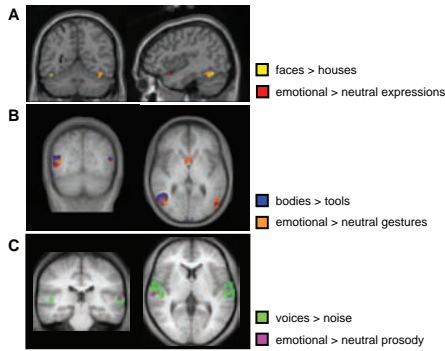 A
faces > houses
emotional > neutral expressions
B
bodies > tools
emotional > neutral gestures
C
voices > noise
emotional > neutral prosody